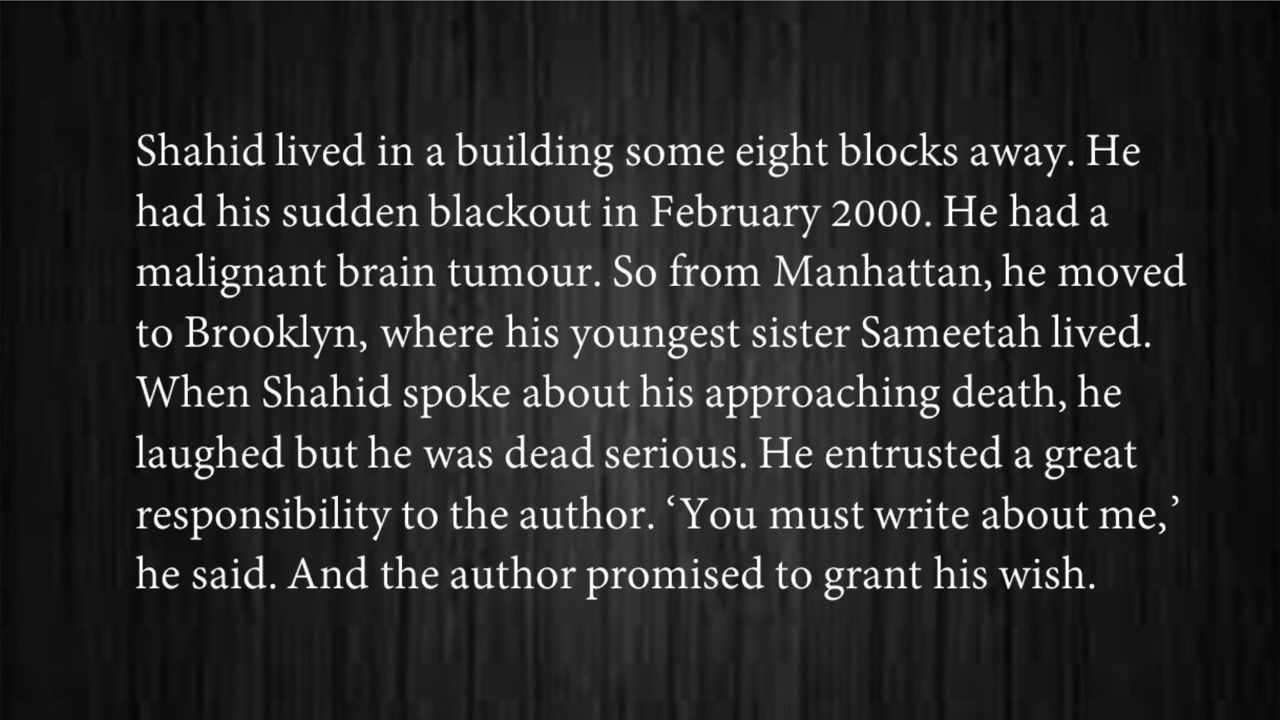 Shahid lived in a building some eight blocks away. He
had his sudden blackout in February 2000. He had a
malignant brain tumour. So from Manhattan, he moved
to Brooklyn, where his youngest sister Sameetah lived.
When Shahid spoke about his approaching death, he
laughed but he was dead serious. He entrusted a great
responsibility to the author. ‘You must write about me,’
he said. And the author promised to grant his wish.